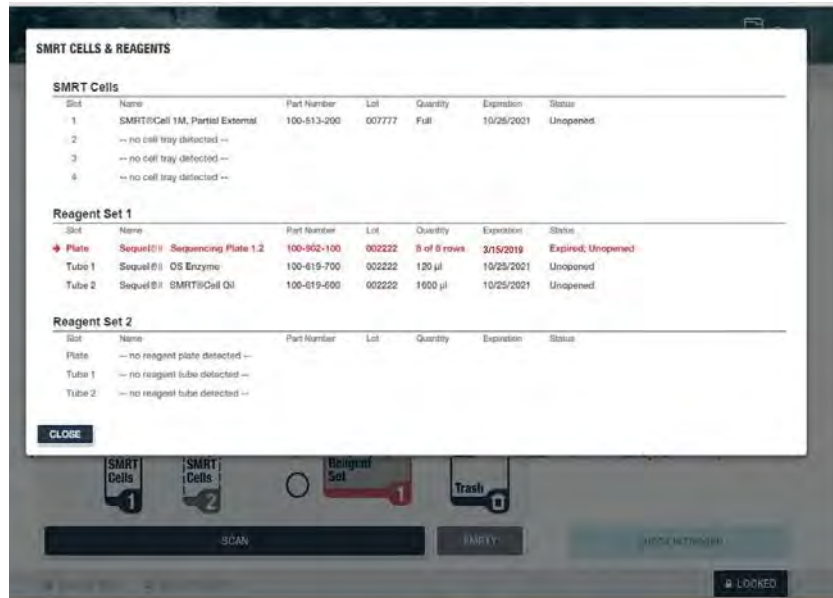 SMRT CELLS & REAGENTS
SMRT Cells
Slot Name Part Number Lot Quantity Expiration Status
1 SMRT®Cell 1M, Partial External 100-513-200 007777 Full 10/25/2021 Unopened
2 -- no cell tray detected --
3 -- no cell tray detected --
4 -- no cell tray detected --
Reagent Set 1
Slot Name Part Number Lot Quantity Expiration Status
Plate Sequel®II Sequencing Plate 1.2 100-902-100 002222 8 of 8 rows 3/15/2019 Expired; Unopened
Tube 1 Sequel®II OS Enzyme 100-619-700 002222 120 µl 10/25/2021 Unopened
Tube 2 Sequel®II SMRT®Cell Oil 100-619-600 002222 1600 µl 10/25/2021 Unopened
Reagent Set 2
Slot Name Part Number Lot Quantity Expiration Status
Plate -- no reagent plate detected --
Tube 1 -- no reagent tube detected --
Tube 2 -- no reagent tube detected --
CLOSE
SMRT Cells 1
SMRT Cells 2
Reagent Set 1
Trash
SCAN
EMPTY
LOCKED